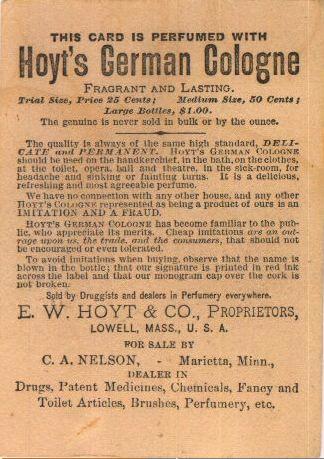 THIS CARD IS PERFUMED WITH
Hoyt's German Cologne
FRAGRANT AND LASTING.
Trial Size, Price 25 Cents; Medium Size, 50 Cents;
Large Bottles, $1.00.
The genuine is never sold in bulk or by the ounce.
The quality is always of the same high standard, DELI-
CATE and PERMANENT. HOYT'S GERMAN COLOGNE
should be used on the handkerchief, in the bath, on the clothes,
at the toilet, opera, ball and theatre, in the sick-room, for
headache and sinking or fainting turns. It is a delicious,
refreshing and most agreeable perfume.
We have no connection with any other house, and any other
HOYT'S COLOGNE represented as being a product of ours is an
IMITATION AND A FRAUD.
HOYT'S GERMAN COLOGNE has become familiar to the pub-
lic, who appreciate its merits. Cheap imitations are an out-
rage upon us, the trade, and the consumers, that should not
be encouraged or even tolerated.
To avoid imitations when buying, observe that the name is
blown in the bottle; that our signature is printed in red ink
across the label and that our monogram cap over the cork is
not broken.
Sold by Druggists and dealers in Perfumery everywhere.
E. W. HOYT & CO., PROPRIETORS,
LOWELL, MASS., U. S. A.
FOR SALE BY
C. A. NELSON, - Marietta, Minn.,
DEALER IN
Drugs, Patent Medicines, Chemicals, Fancy and
Toilet Articles, Brushes, Perfumery, etc.